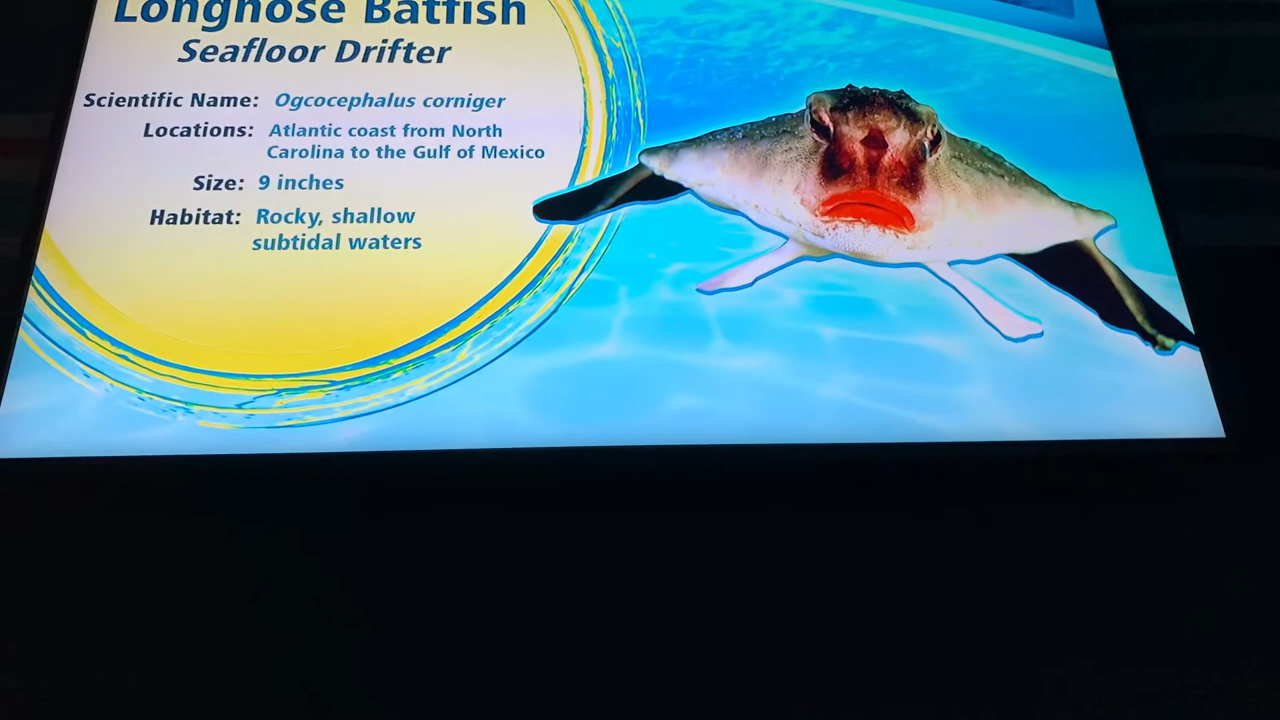 Longnose Batfish
Seafloor Drifter
Scientific Name: Ogcocephalus corniger
Locations: Atlantic coast from North
Carolina to the Gulf of Mexico
Size: 9 inches
Habitat: Rocky, shallow
subtidal waters